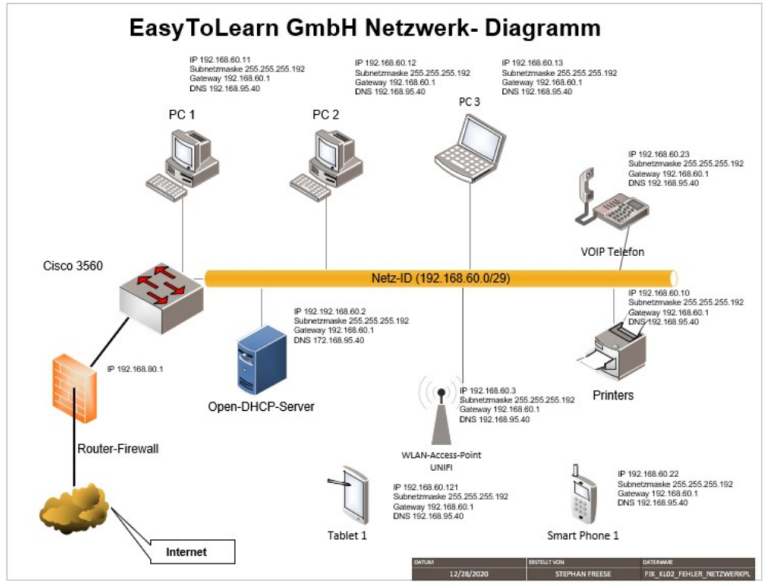 EasyToLearn GmbH Netzwerk- Diagramm
IP 192.168.60.11
Subnetzmaske 255.255.255.192
Gateway 192.168.60.1
DNS 192.168.95.40
PC 1
IP 192.168.60.12
Subnetzmaske 255.255.255.192
Gateway 192.168.60.1
DNS 192.168.95.40
PC 2
IP 192.168.60.13
Subnetzmaske 255.255.255.192
Gateway 192.168.60.1
DNS 192.168.95.40
PC 3
IP 192.168.60.23
Subnetzmaske 255.255.255.192
Gateway 192.168.60.1
DNS 192.168.95.40
VOIP Telefon
Cisco 3560
Netz-ID (192.168.60.0/29)
IP 192.192.168.60.2
Subnetzmaske 255.255.255.192
Gateway 192.168.60.1
DNS 172.168.95.40
Open-DHCP-Server
IP 192.168.60.10
Subnetzmaske 255.255.255.192
Gateway 192.168.60.1
DNS 192.168.95.40
Printers
IP 192.168.80.1
Router-Firewall
IP 192.168.60.3
Subnetzmaske 255.255.255.192
Gateway 192.168.60.1
DNS 192.168.95.40
WLAN-Access-Point
UNIFI
IP 192.168.60.121
Subnetzmaske 255.255.255.192
Gateway 192.168.60.1
DNS 192.168.95.40
Tablet 1
IP 192.168.60.22
Subnetzmaske 255.255.255.192
Gateway 192.168.60.1
DNS 192.168.95.40
Smart Phone 1
Internet
DATUM
12/28/2020
ERSTELLT VON
STEPHAN FREESE
DATEINAME
FIX_KL02_FEHLER_NETZWERKPL